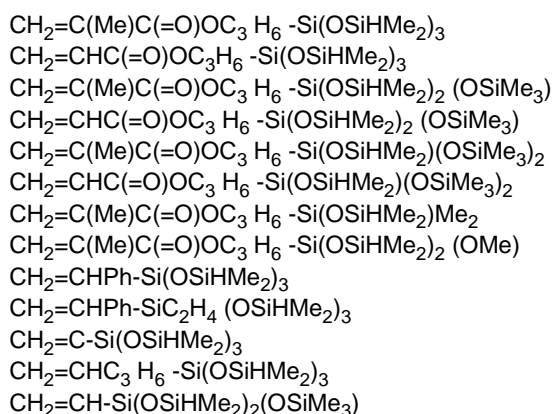 CH₂=C(Me)C(=O)OC₃ H₆ -Si(OSiHMe₂)₃
CH₂=CHC(=O)OC₃H₆ -Si(OSiHMe₂)₃
CH₂=C(Me)C(=O)OC₃ H₆ -Si(OSiHMe₂)₂ (OSiMe₃)
CH₂=CHC(=O)OC₃ H₆ -Si(OSiHMe₂)₂ (OSiMe₃)
CH₂=C(Me)C(=O)OC₃ H₆ -Si(OSiHMe₂)(OSiMe₃)₂
CH₂=CHC(=O)OC₃ H₆ -Si(OSiHMe₂)(OSiMe₃)₂
CH₂=C(Me)C(=O)OC₃ H₆ -Si(OSiHMe₂)Me₂
CH₂=C(Me)C(=O)OC₃ H₆ -Si(OSiHMe₂)₂ (OMe)
CH₂=CHPh-Si(OSiHMe₂)₃
CH₂=CHPh-SiC₂H₄ (OSiHMe₂)₃
CH₂=C-Si(OSiHMe₂)₃
CH₂=CHC₃ H₆ -Si(OSiHMe₂)₃
CH₂=CH-Si(OSiHMe₂)₂(OSiMe₃)